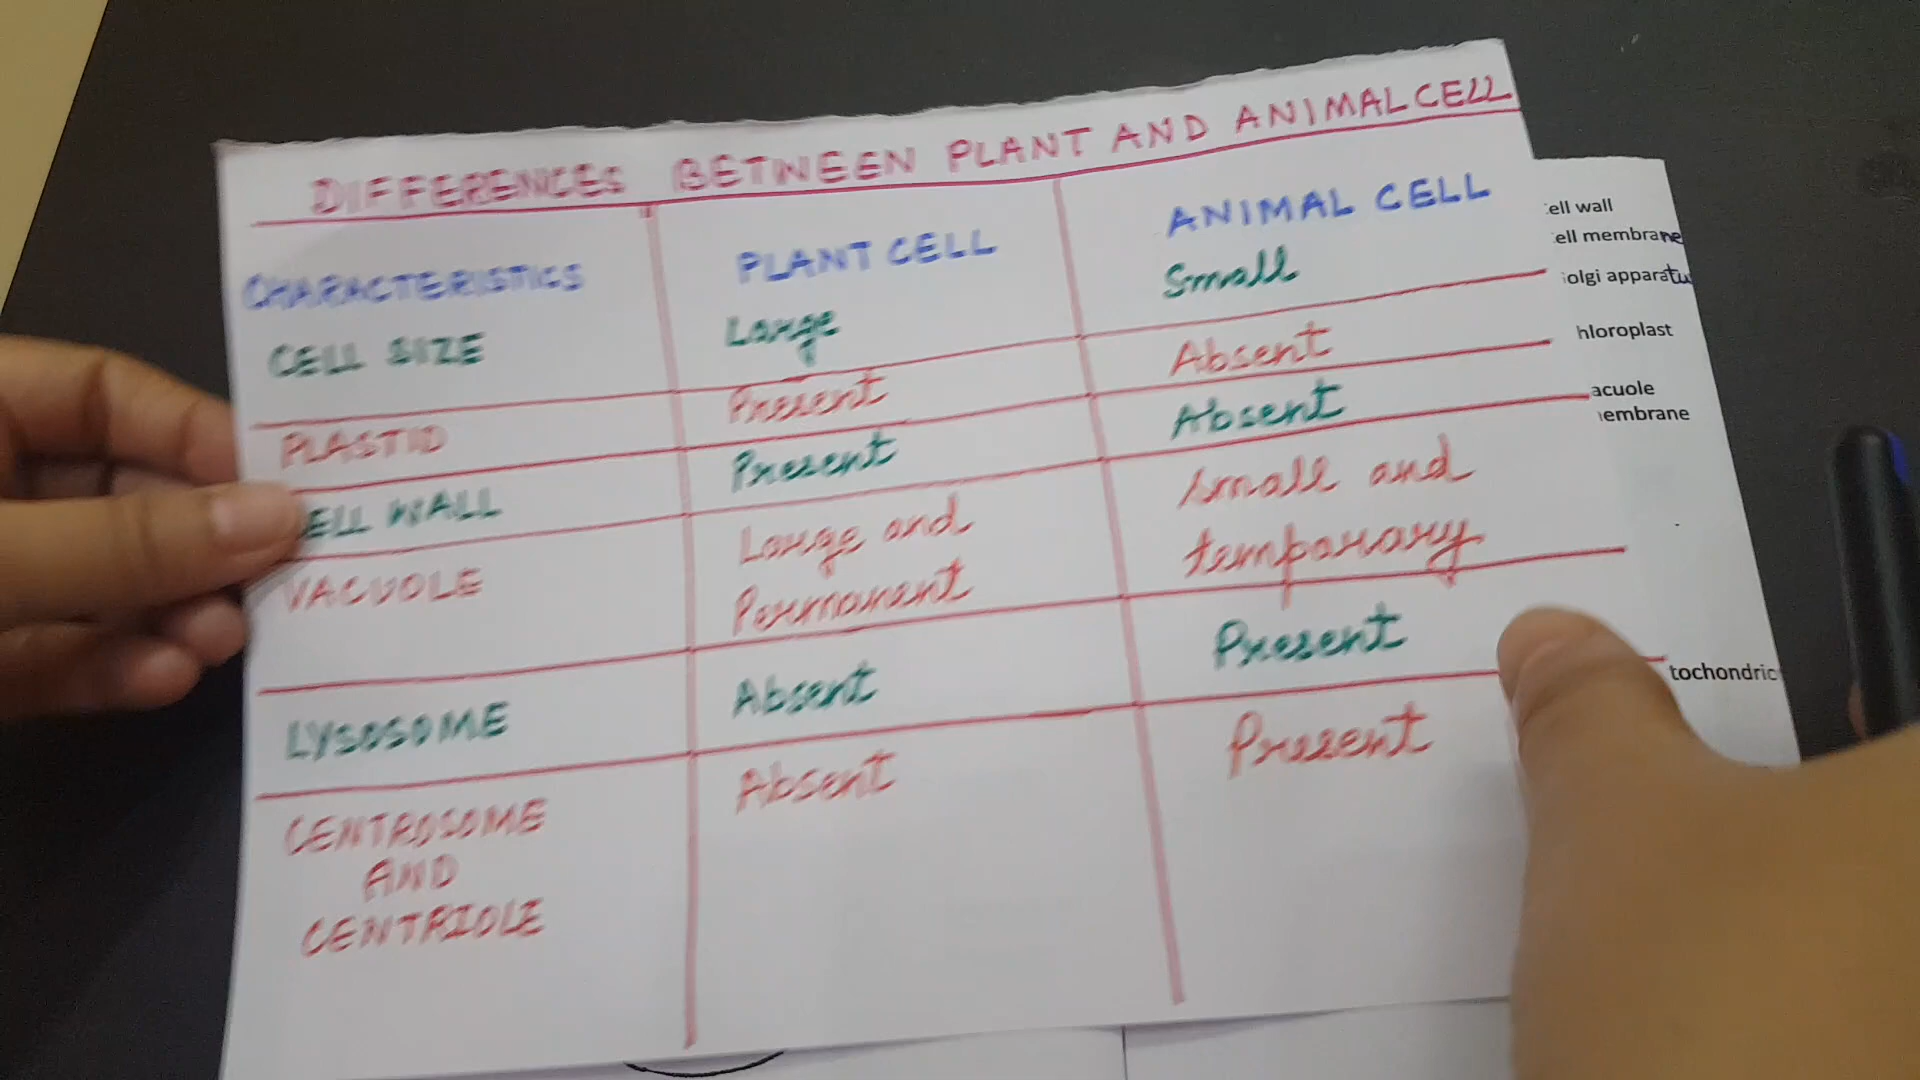 DIFFERENCES BETWEEN PLANT AND ANIMAL CELL
CHARACTERISTICS PLANT CELL ANIMAL CELL
CELL SIZE Large Small
PLASTID Present Absent
ELL WALL Present Absent
VACUOLE Large and Permanent Small and temporary
LYSOSOME Absent Present
CENTROSOME AND CENTRIOLE Absent Present
ell wall
ell membrane
olgi apparatu
hloroplast
acuole
embrane
tochondric